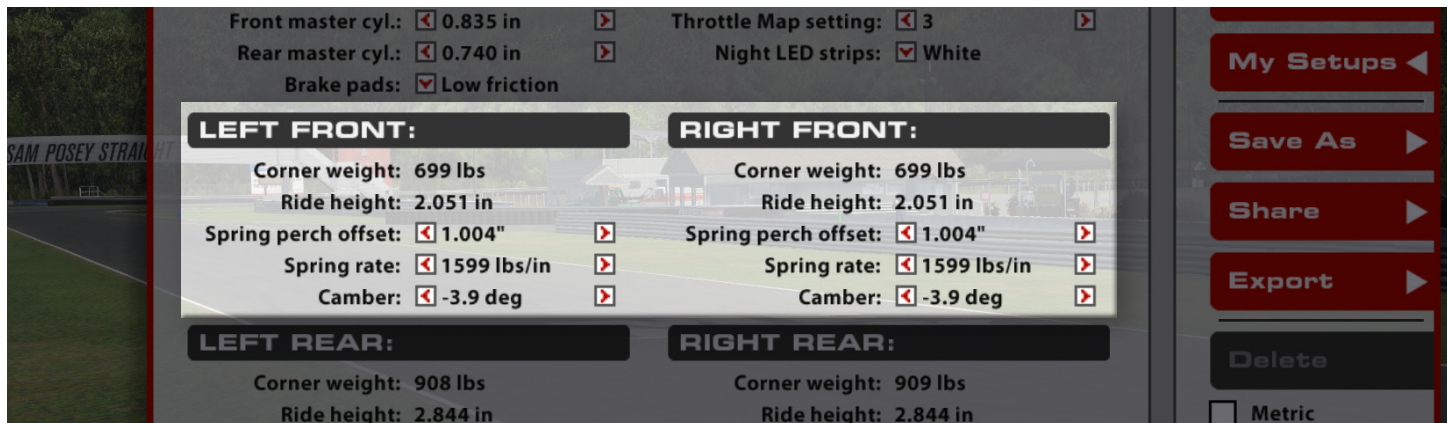 Front master cyl.: 0.835 in
Throttle Map setting: 3
Rear master cyl.: 0.740 in
Night LED strips: White
Brake pads: Low friction
My Setups
LEFT FRONT:
RIGHT FRONT:
SAM POSEY STRAIGHT
Save As
Corner weight: 699 lbs
Corner weight: 699 lbs
Ride height: 2.051 in
Ride height: 2.051 in
Share
Spring perch offset: 1.004"
Spring perch offset: 1.004"
Spring rate: 1599 lbs/in
Spring rate: 1599 lbs/in
Export
Camber: -3.9 deg
Camber: -3.9 deg
LEFT REAR:
RIGHT REAR:
Delete
Corner weight: 908 lbs
Corner weight: 909 lbs
Ride height: 2.844 in
Ride height: 2.844 in
Metric